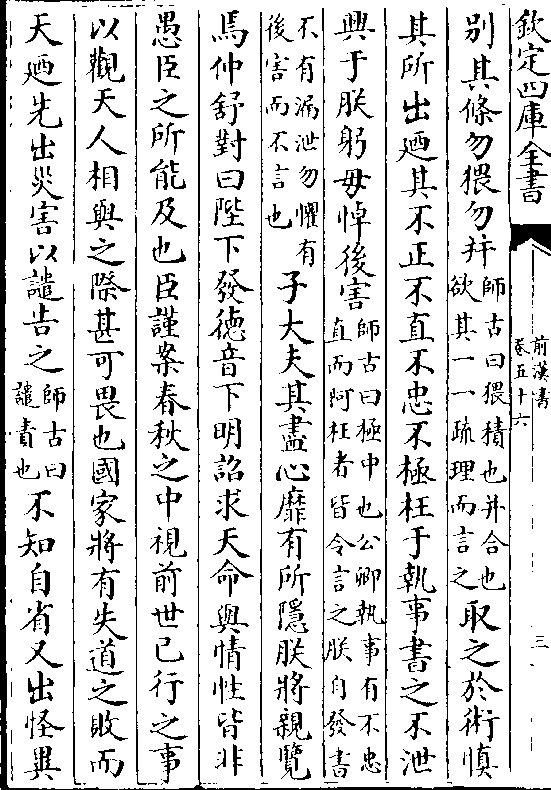 欽定四庫全書
前漢書
卷五十六
三
別其條勿猥勿幷師古曰猥積也幷合也欲其一一疏理而言之取之於術慎
其所出廼其不正不直不忠不極枉于執事書之不泄
興于朕躬毋悼後害師古曰極中也公卿執事有不忠直而阿枉者皆令言之朕自發書
不有漏泄勿懼有後害而不言也子大夫其盡心靡有所隱朕將親覽
焉仲舒對曰陛下發德音下明詔求天命與情性皆非
愚臣之所能及也臣謹案春秋之中視前世已行之事
以觀天人相與之際甚可畏也國家將有失道之敗而
天廼先出災害以譴告之師古曰譴責也不知自省又出怪異